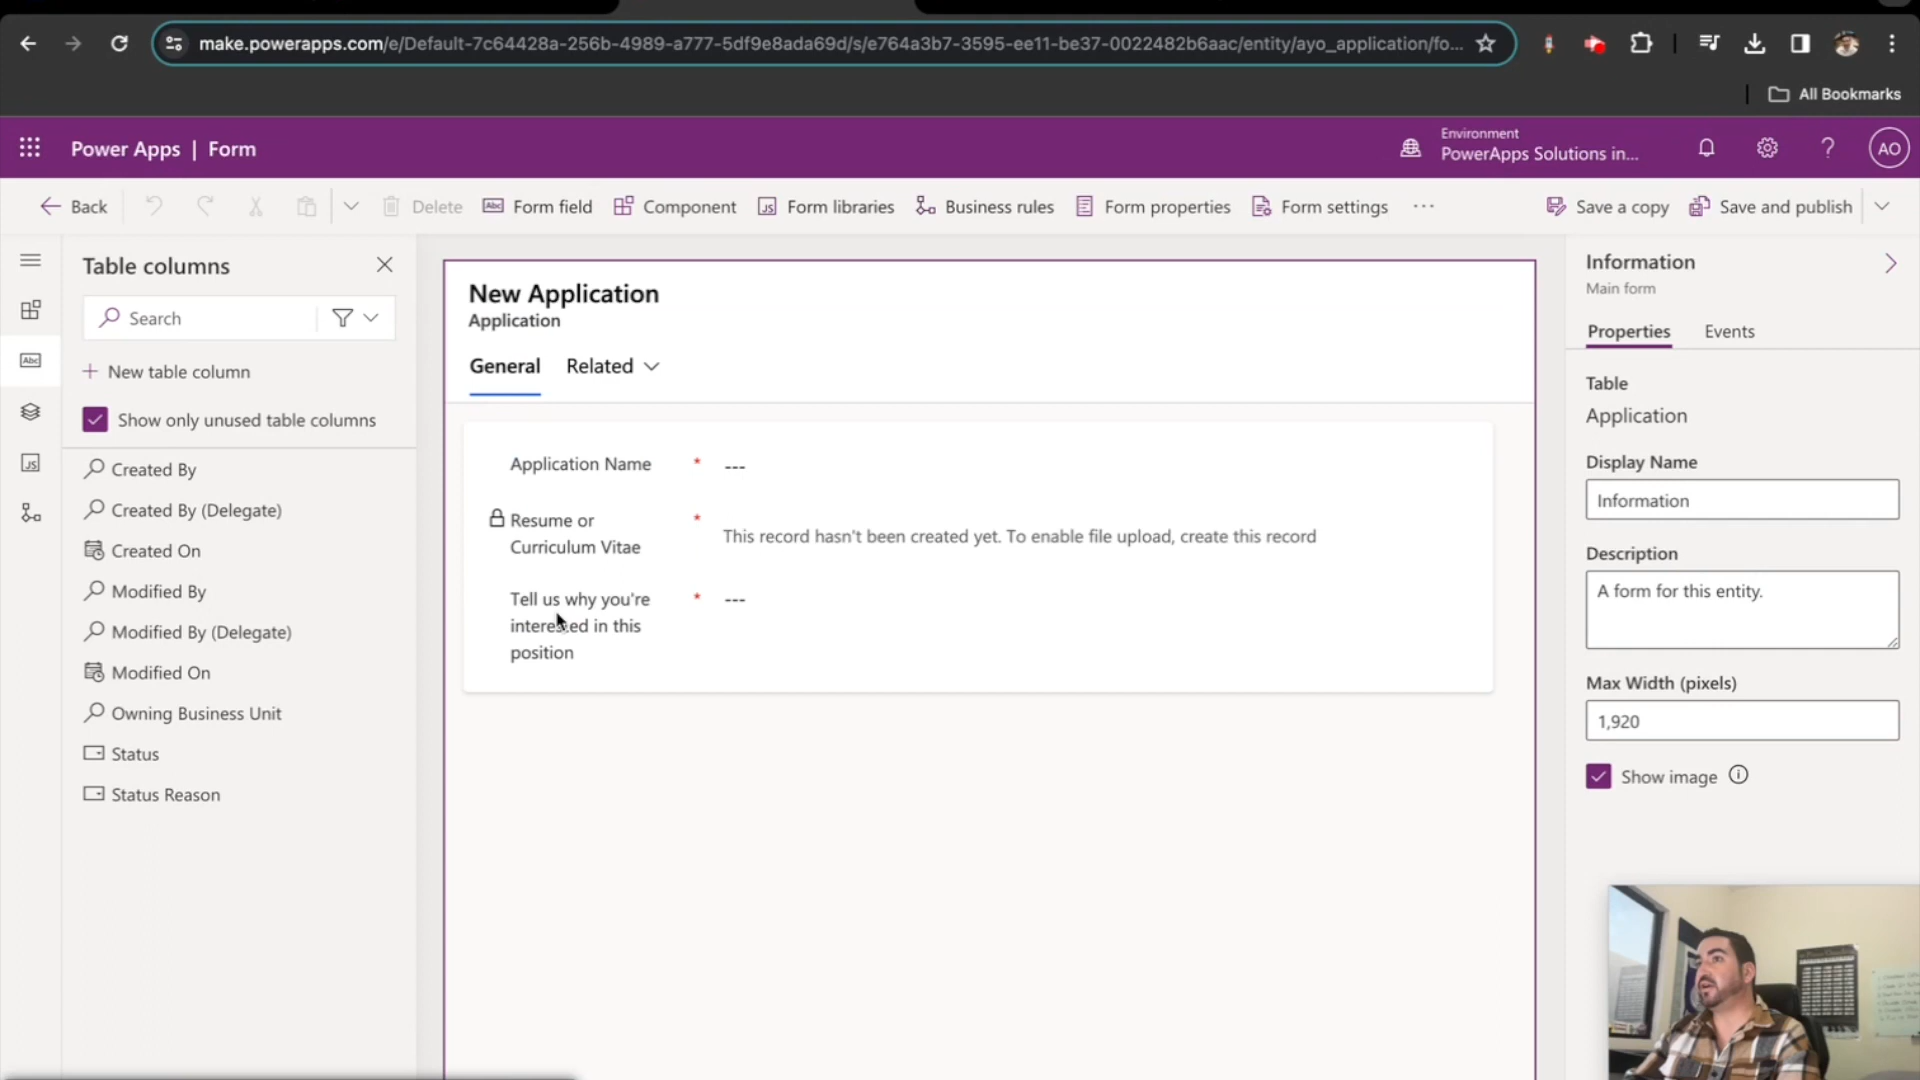 make.powerapps.com/e/Default-7c64428a-256b-4989-a777-5df9e8ada69d/s/e764a3b7-3595-ee11-be37-0022482b6aac/entity/ayo_application/fo...
All Bookmarks
Power Apps | Form
Environment
PowerApps Solutions in...
AO
Back
Delete
Abc Form field
Component
JS Form libraries
Business rules
Form properties
Form settings
...
Save a copy
Save and publish
Table columns
Search
+ New table column
Abc
Show only unused table columns
Created By
Created By (Delegate)
Created On
JS
Modified By
Modified By (Delegate)
Modified On
Owning Business Unit
Status
Status Reason
New Application
Application
General
Related
Application Name * ---
Resume or
Curriculum Vitae
*
This record hasn't been created yet. To enable file upload, create this record
Tell us why you're
interested in this
position
* ---
Information
Main form
Properties
Events
Table
Application
Display Name
Information
Description
A form for this entity.
Max Width (pixels)
1,920
Show image